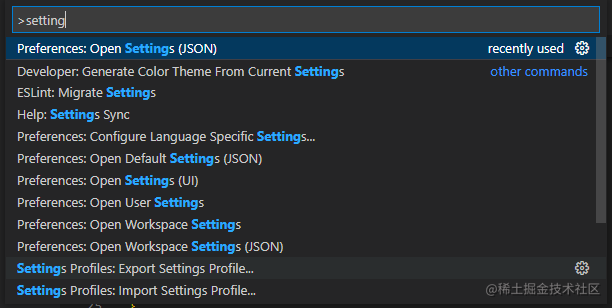 >setting
Preferences: Open Settings (JSON) recently used
Developer: Generate Color Theme From Current Settings other commands
ESLint: Migrate Settings
Help: Settings Sync
Preferences: Configure Language Specific Settings...
Preferences: Open Default Settings (JSON)
Preferences: Open Settings (UI)
Preferences: Open User Settings
Preferences: Open Workspace Settings
Preferences: Open Workspace Settings (JSON)
Settings Profiles: Export Settings Profile...
Settings Profiles: Import Settings Profile...
@稀土掘金技术社区